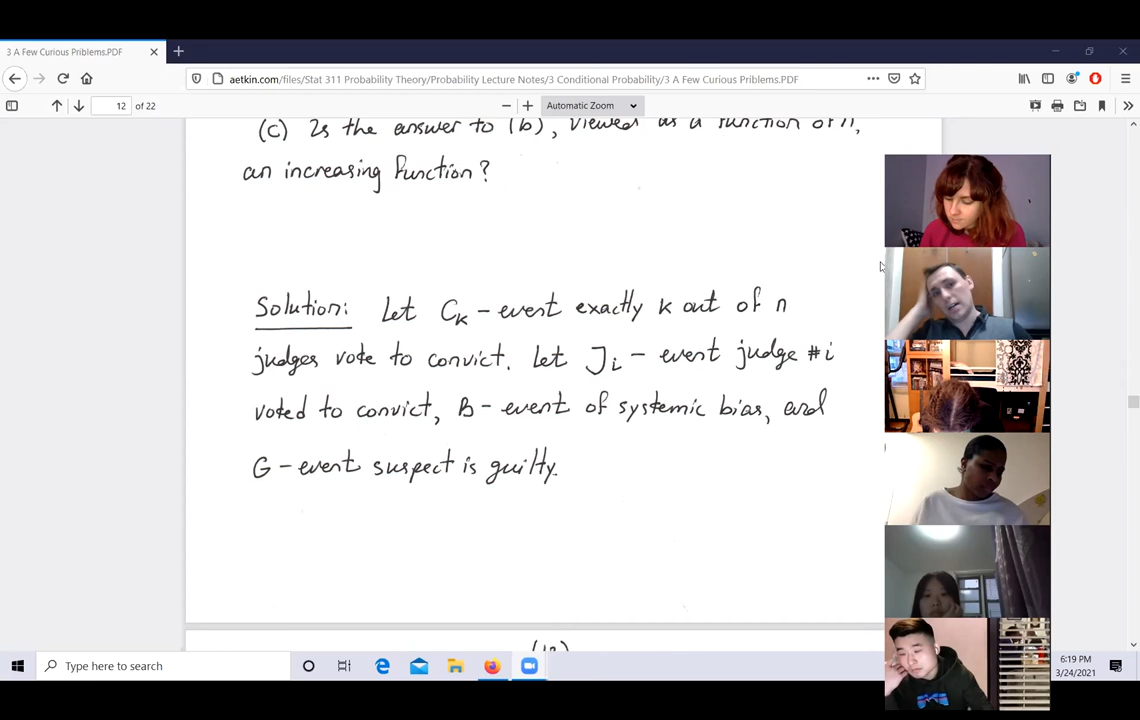 3 A Few Curious Priblems.PDF
aetkin.com/files/Stat 311 Probability Theory/Probability Lecture Notes/3 Conditional Probability/3 A Few Curious Priblems.PDF
12 of 22
Automatic Zoom
(c) Is the answer to (b), viewed as a function of n,
an increasing function?
Solution: Let Ck - event exactly k out of n
judges vote to convict. Let Ji - event judge #i
voted to convict, B - event of systemic bias, and
G - event suspect is guilty.
Type here to search
6:19 PM
3/24/2021